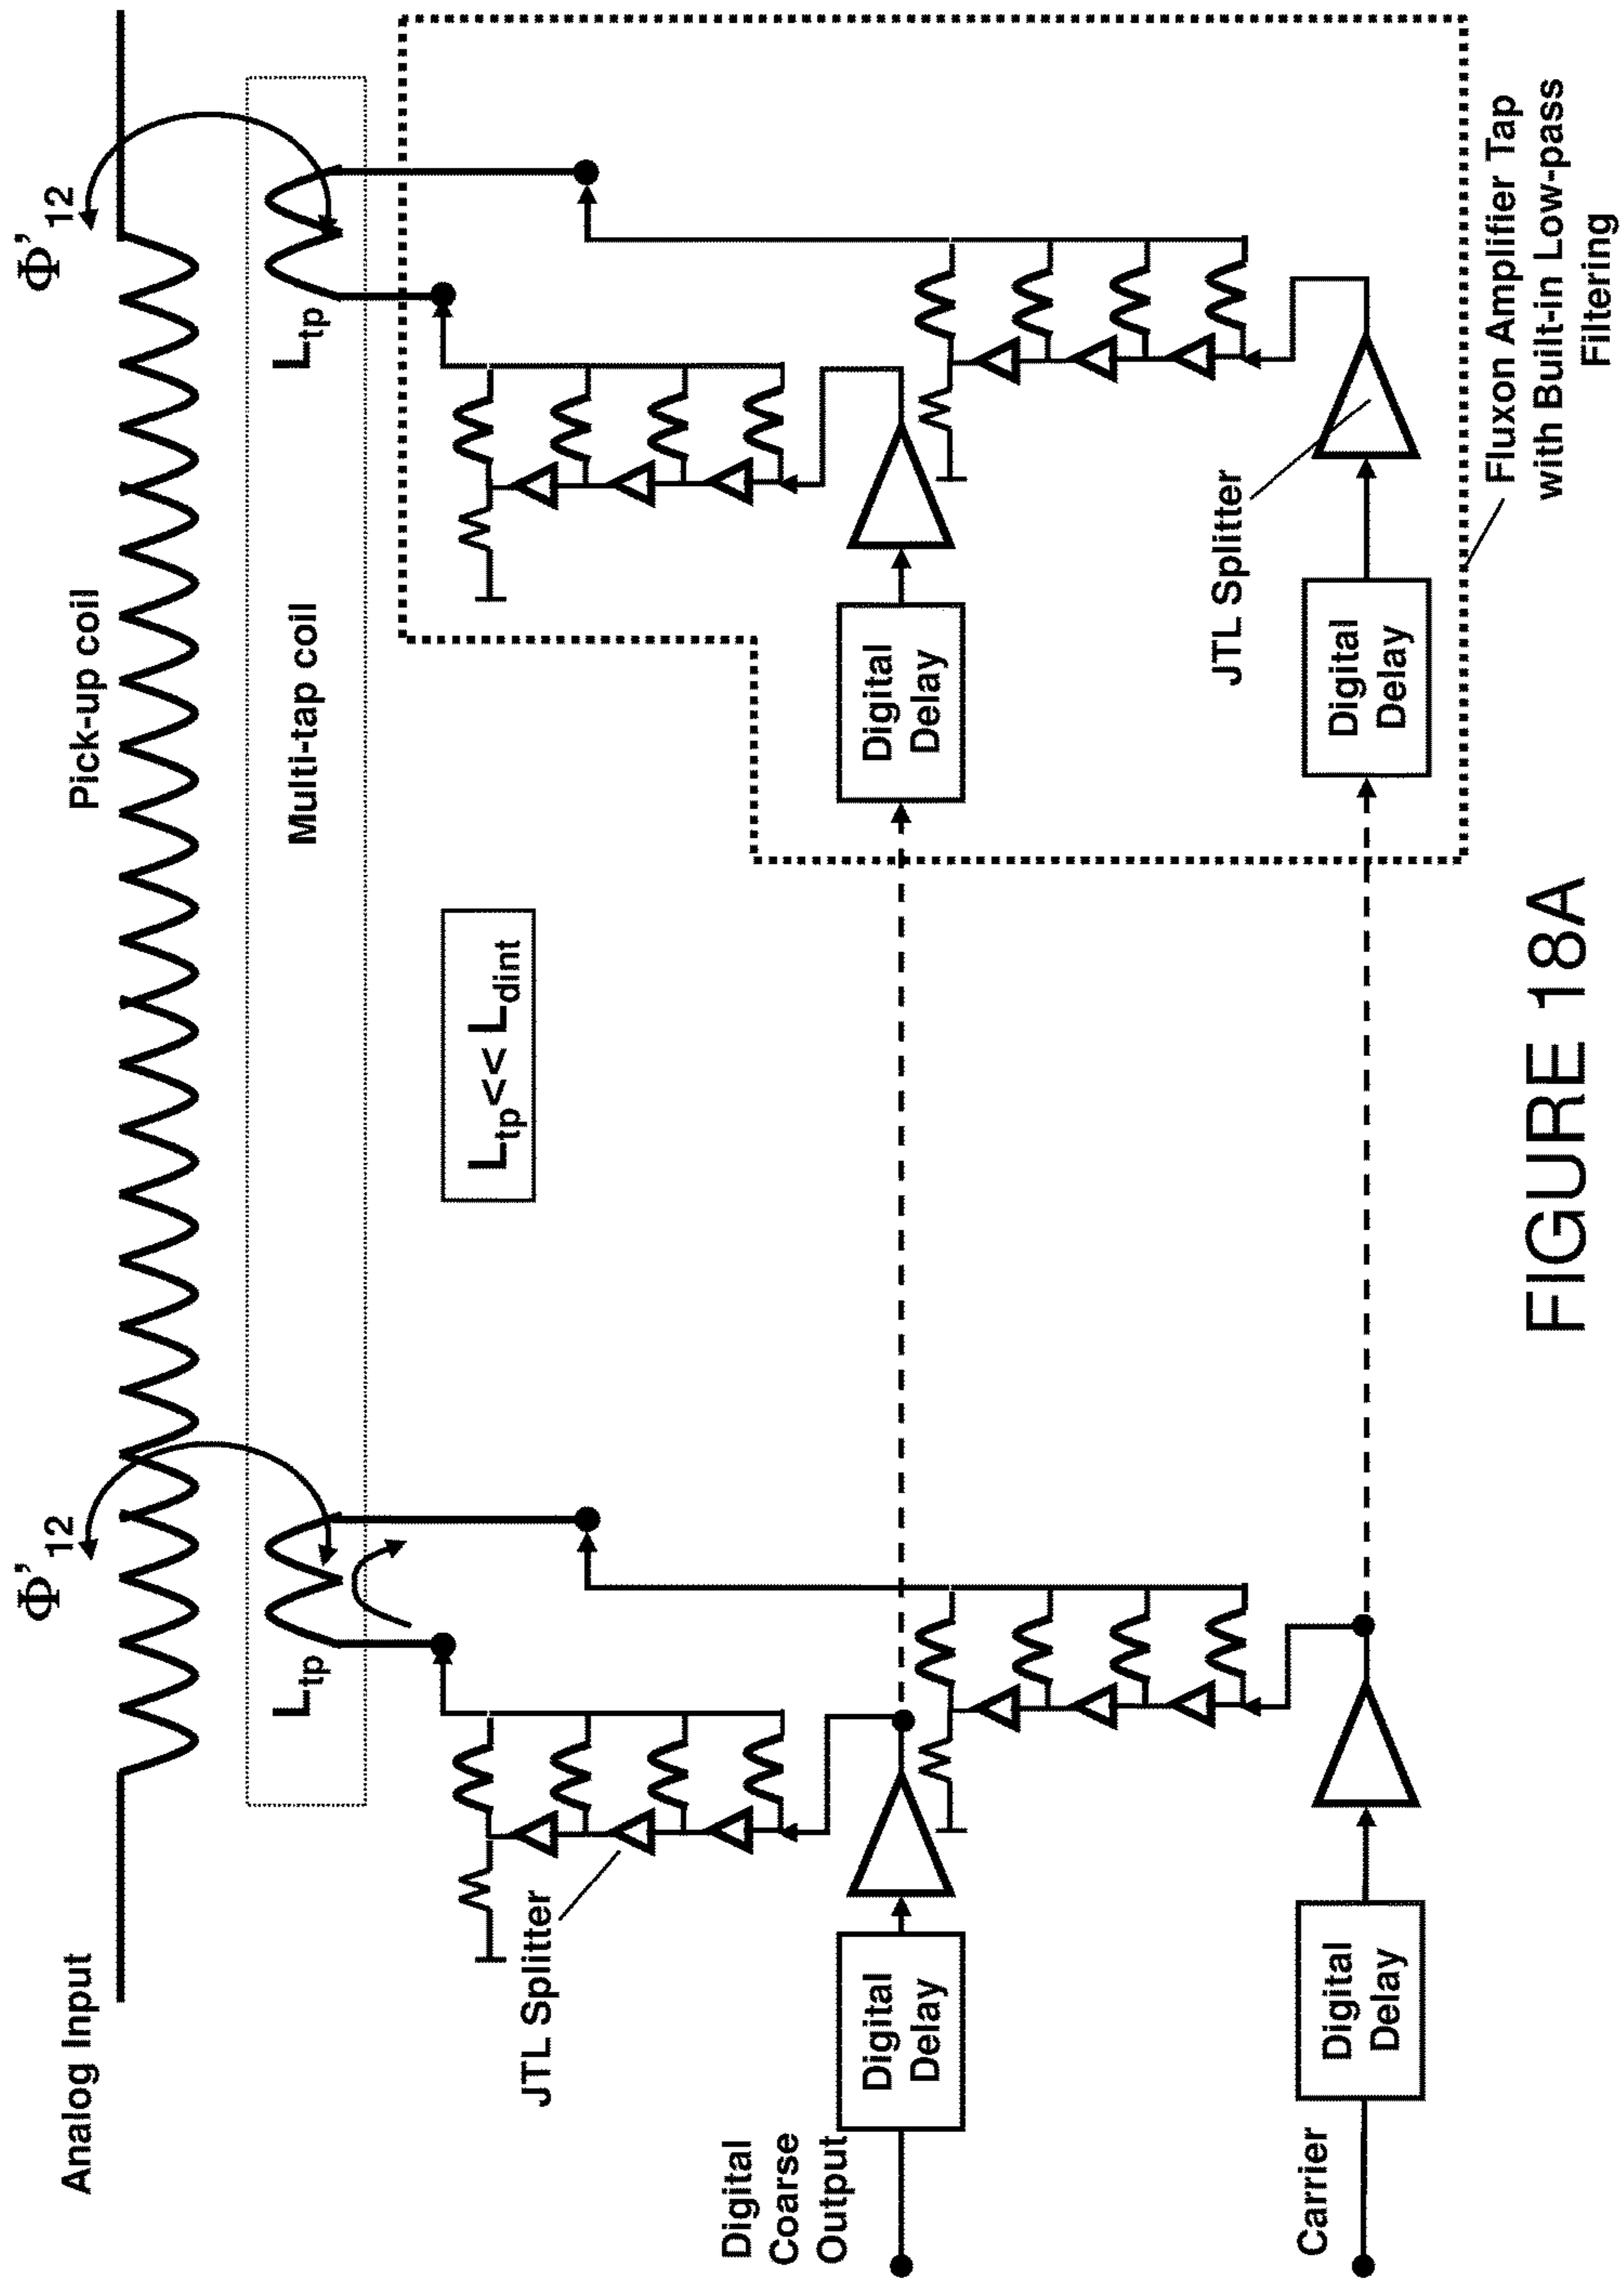 Analog Input
Pick-up coil
Φ'12
Φ'12
Multi-tap coil
Ltp
Ltp
Ltp<< Ldint
JTL Splitter
Digital
Coarse
Output
Digital
Delay
Digital
Delay
JTL Splitter
Carrier
Digital
Delay
Digital
Delay
Fluxon Amplifier Tap
with Built-in Low-pass
Filtering
FIGURE 18A